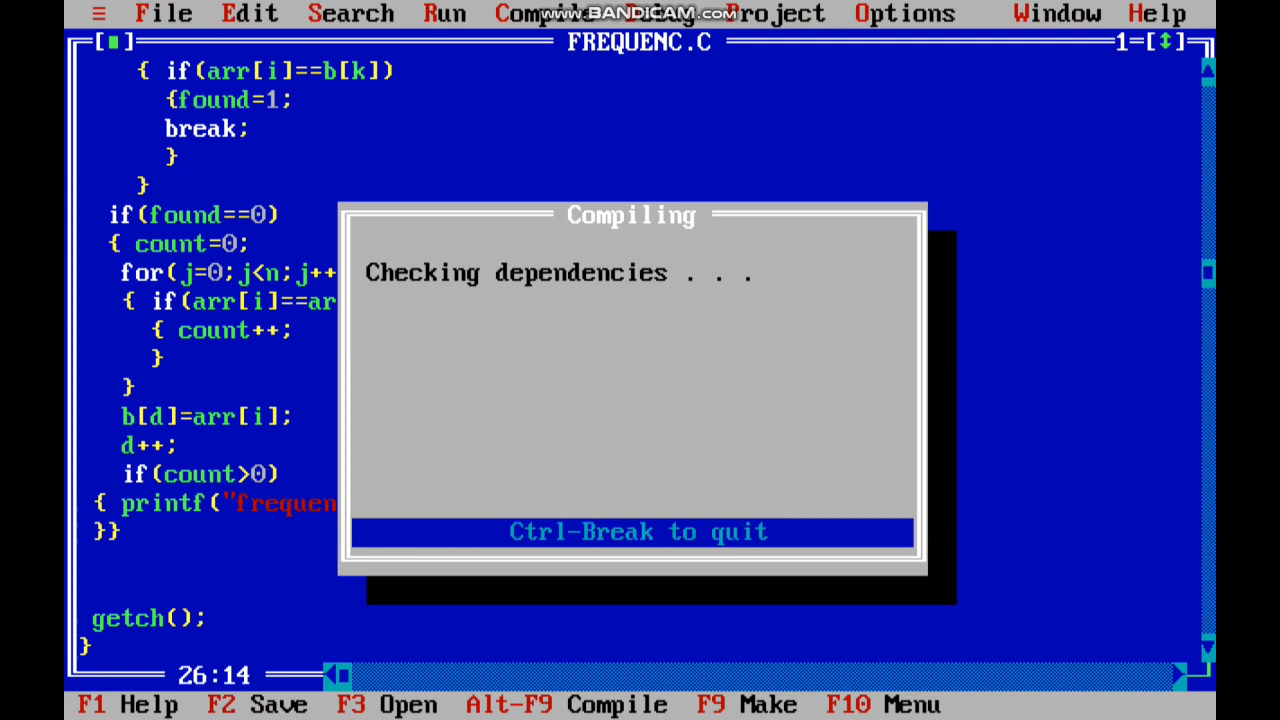 ≡ File Edit Search Run Compile Debug Project Options Window Help
www.BANDICAM.com
[■] FREQUENC.C 1=[↕]
{ if(arr[i]==b[k])
{found=1;
break;
}
}
if(found==0)
{ count=0;
for(j=0;j<n;j++
{ if(arr[i]==ar
{ count++;
}
}
b[d]=arr[i];
d++;
if(count>0)
{ printf("frequen
}}
getch();
}
Compiling
Checking dependencies . . .
Ctrl-Break to quit
26:14
F1 Help F2 Save F3 Open Alt-F9 Compile F9 Make F10 Menu